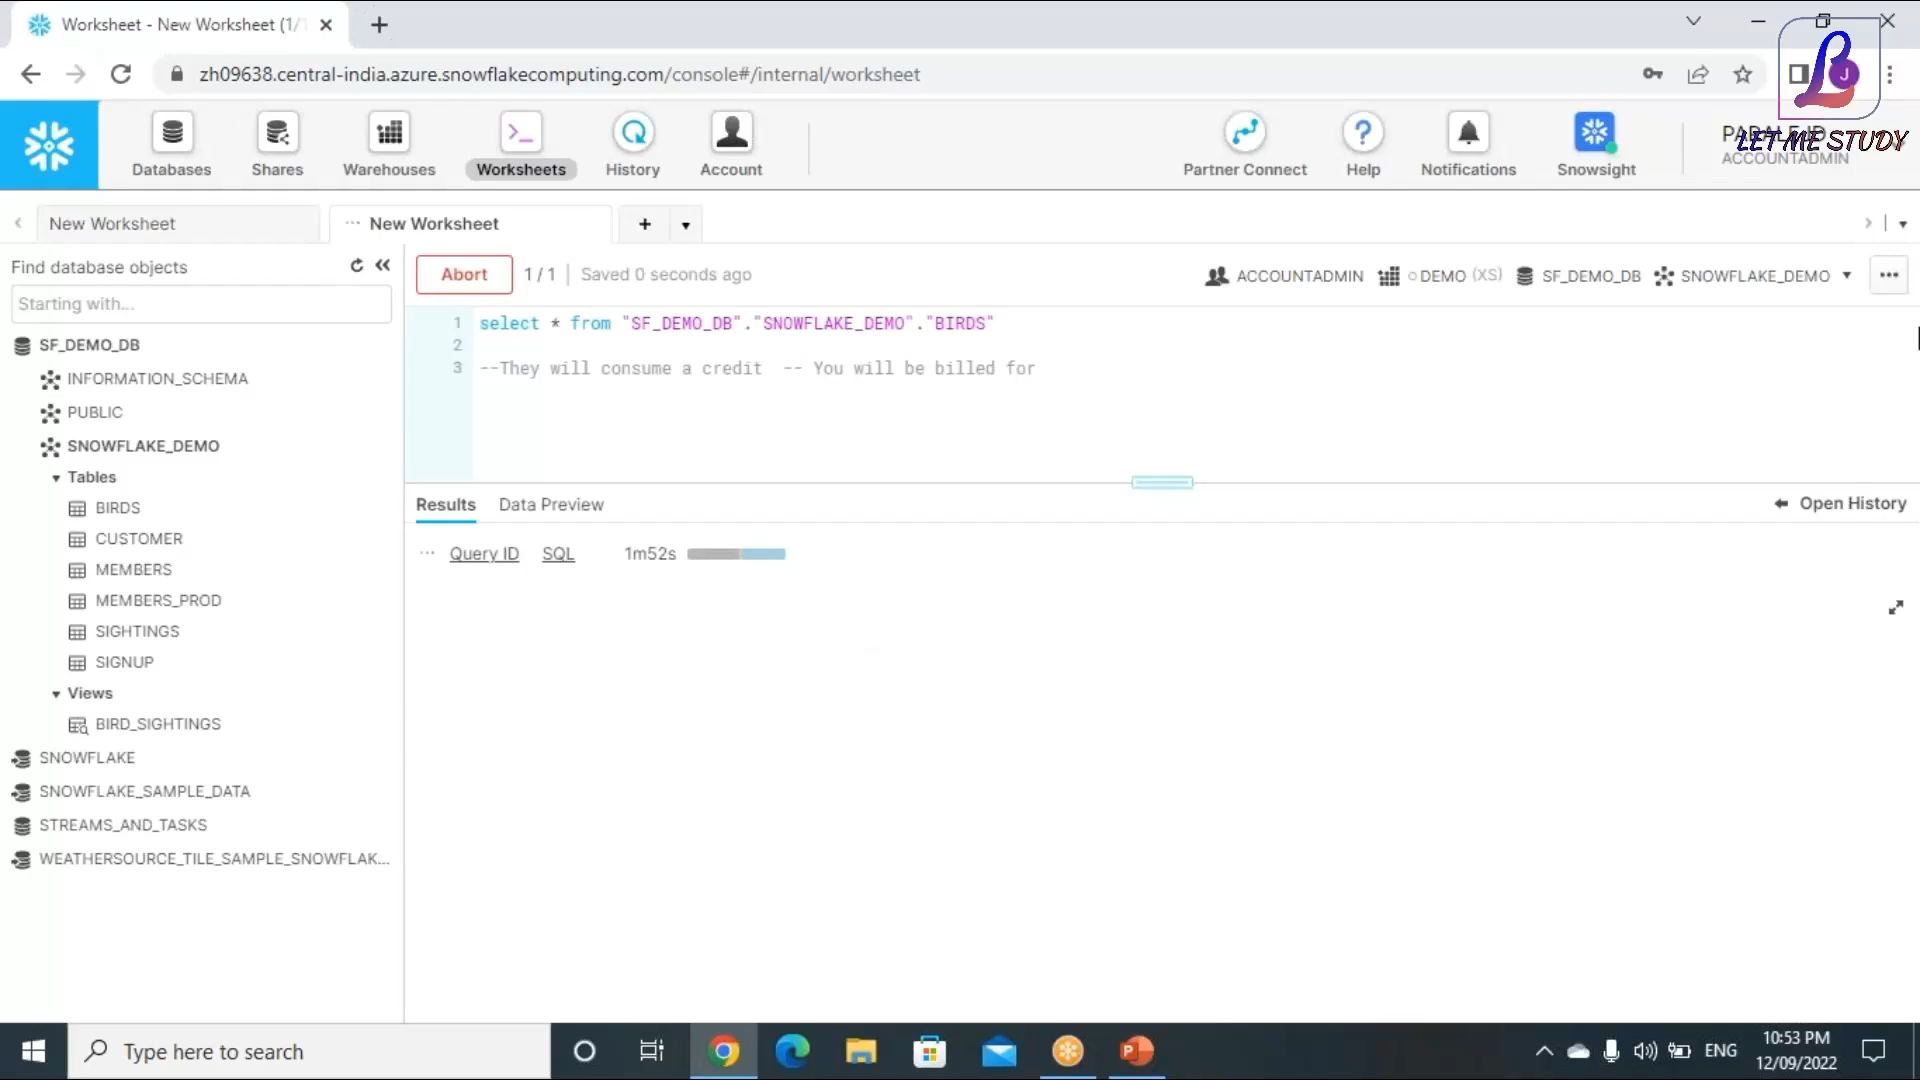 Worksheet - New Worksheet (1/1
zh09638.central-india.azure.snowflakecomputing.com/console#/internal/worksheet
J
LET ME STUDY
Databases
Shares
Warehouses
Worksheets
History
Account
Partner Connect
Help
Notifications
Snowsight
ACCOUNTADMIN
New Worksheet
New Worksheet
Find database objects
Starting with...
Abort
1 / 1
Saved 0 seconds ago
ACCOUNTADMIN
DEMO (XS)
SF_DEMO_DB
SNOWFLAKE_DEMO
1 select * from "SF_DEMO_DB"."SNOWFLAKE_DEMO"."BIRDS"
2
3 --They will consume a credit -- You will be billed for
SF_DEMO_DB
INFORMATION_SCHEMA
PUBLIC
SNOWFLAKE_DEMO
Tables
BIRDS
CUSTOMER
MEMBERS
MEMBERS_PROD
SIGHTINGS
SIGNUP
Views
BIRD_SIGHTINGS
SNOWFLAKE
SNOWFLAKE_SAMPLE_DATA
STREAMS_AND_TASKS
WEATHERSOURCE_TILE_SAMPLE_SNOWFLAK...
Results
Data Preview
Open History
Query ID
SQL
1m52s
Type here to search
ENG
10:53 PM
12/09/2022